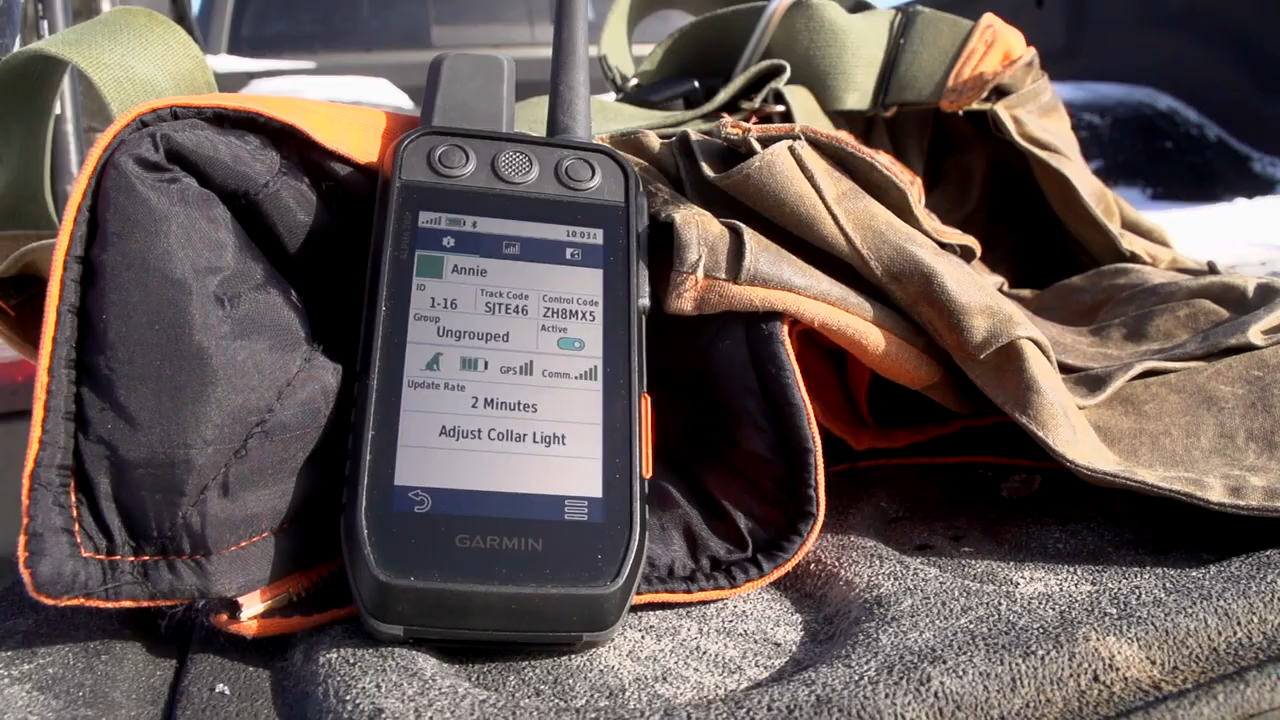 10:03A
Annie
ID Track Code Control Code
1-16 SJTE46 ZH8MX5
Group Active
Ungrouped
GPS Comm.
Update Rate
2 Minutes
Adjust Collar Light
GARMIN